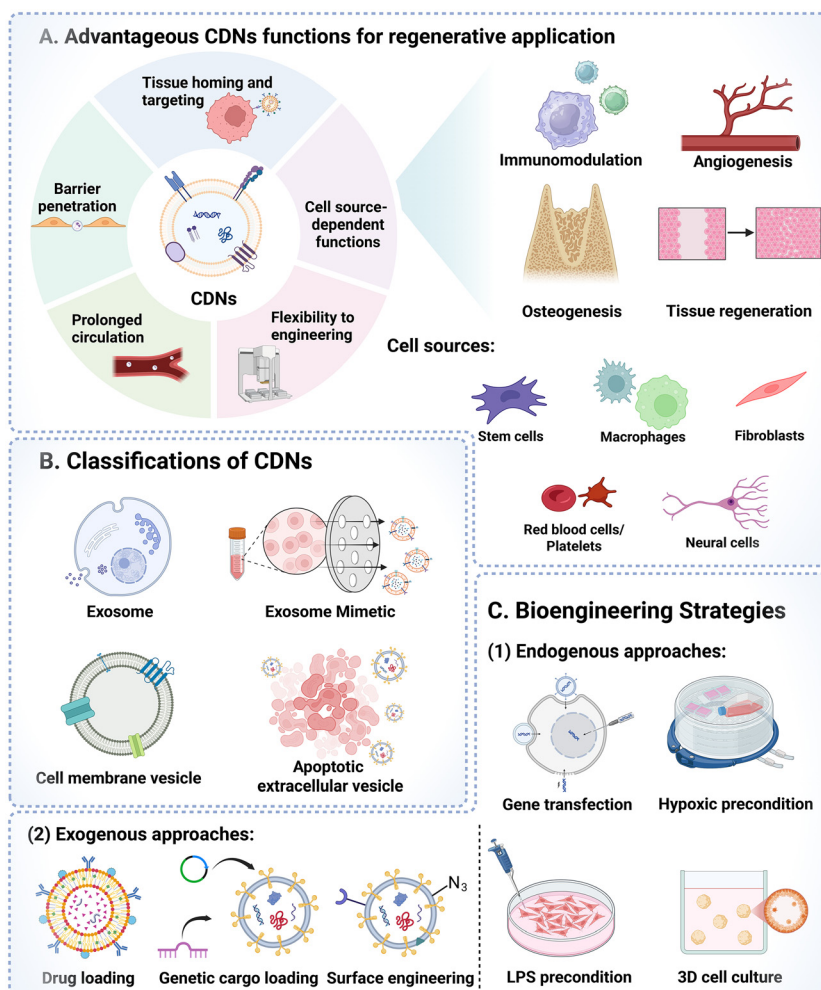 A. Advantageous CDNs functions for regenerative application
Tissue homing and
targeting
Barrier
penetration
Cell source-
dependent
functions
CDNs
Prolonged
circulation
Flexibility to
engineering
Immunomodulation
Angiogenesis
Osteogenesis
Tissue regeneration
Cell sources:
Stem cells
Macrophages
Fibroblasts
Red blood cells/
Platelets
Neural cells
B. Classifications of CDNs
Exosome
Exosome Mimetic
Cell membrane vesicle
Apoptotic
extracellular vesicle
C. Bioengineering Strategies
(1) Endogenous approaches:
Gene transfection
Hypoxic precondition
LPS precondition
3D cell culture
(2) Exogenous approaches:
N3
Drug loading
Genetic cargo loading
Surface engineering